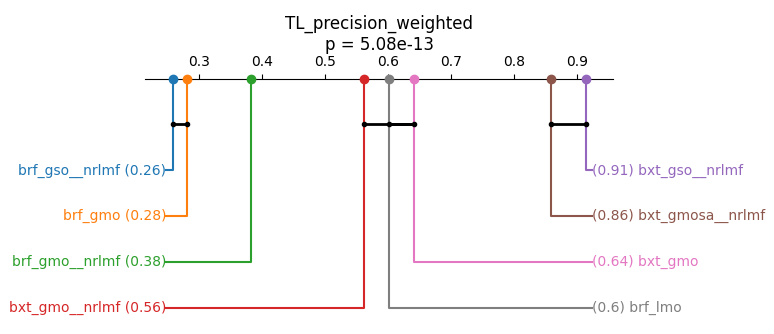 TL_precision_weighted
p = 5.08e-13
0.3 0.4 0.5 0.6 0.7 0.8 0.9
brf_gso__nrlmf (0.26) (0.91) bxt_gso__nrlmf
brf_gmo (0.28) (0.86) bxt_gmosa__nrlmf
brf_gmo__nrlmf (0.38) (0.64) bxt_gmo
bxt_gmo__nrlmf (0.56) (0.6) brf_lmo